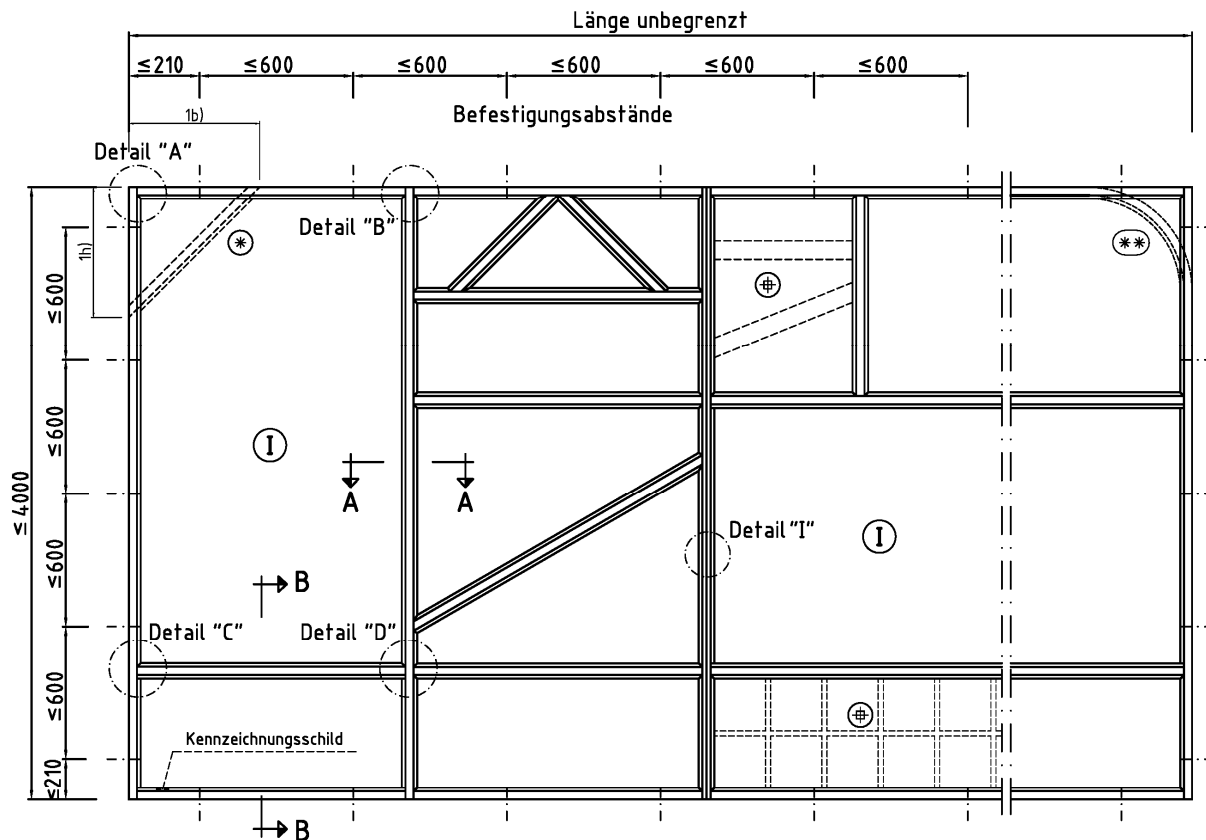 Länge unbegrenzt
≤210 ≤600 ≤600 ≤600 ≤600 ≤600
Befestigungsabstände
1b)
Detail "A"
Detail "B"
1h)
* **
≤600
≤600
≤600
≤600
≤210
≤4000
I
A A
Detail "I"
I
B
Detail "C" Detail "D"
Kennzeichnungsschild
B